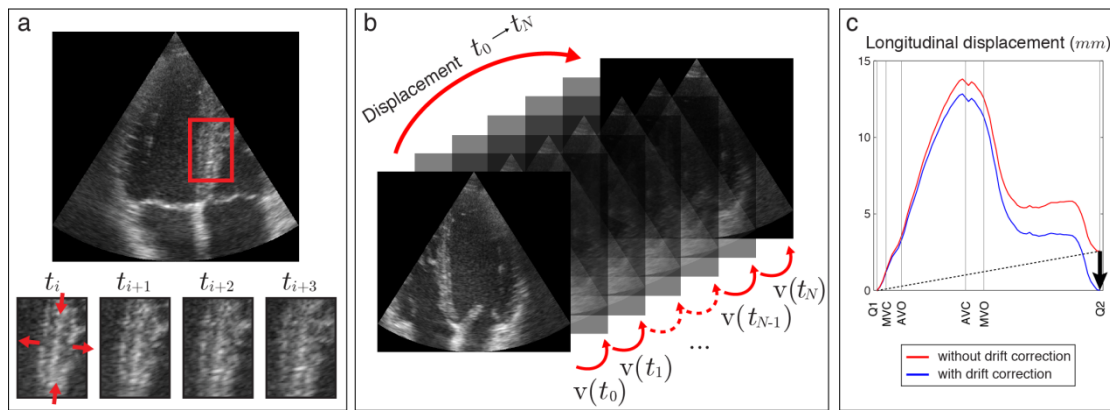 a
t_i t_{i+1} t_{i+2} t_{i+3}
b
Displacement t_0 → t_N
v(t_0)
v(t_1)
...
v(t_{N-1})
v(t_N)
c
Longitudinal displacement (mm)
15
10
5
0
Q1
MVC
AVO
AVC
MVO
Q2
without drift correction
with drift correction